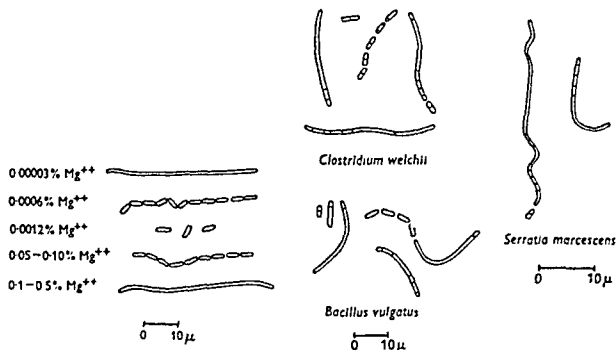 0·00003% Mg++
0·0006% Mg++
0·0012% Mg++
0·05–0·10% Mg++
0·1–0·5% Mg++
0 10μ
Clostridium welchii
Bacillus vulgatus
0 10μ
Serratia marcescens
0 10μ